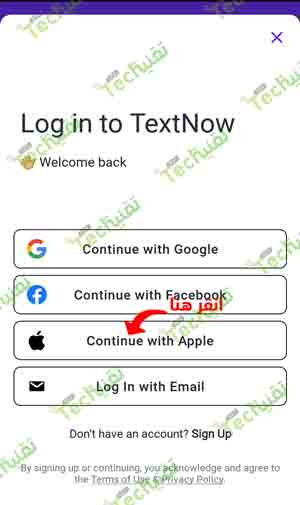 Log in to TextNow
👋 Welcome back
Continue with Google
Continue with Facebook
انقر هنا
Continue with Apple
Log In with Email
Don't have an account? Sign Up
By signing up or continuing, you acknowledge and agree to
the Terms of Use & Privacy Policy.
تقنيتك
Techyech